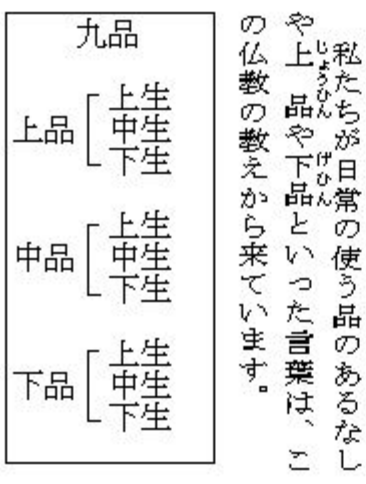 私たちが日常の使う品のあるなし
や上品や下品といった言葉は、こ
の仏教の教えから来ています。
じょうひん
げひん
九品
上品
上生
中生
下生
中品
上生
中生
下生
下品
上生
中生
下生